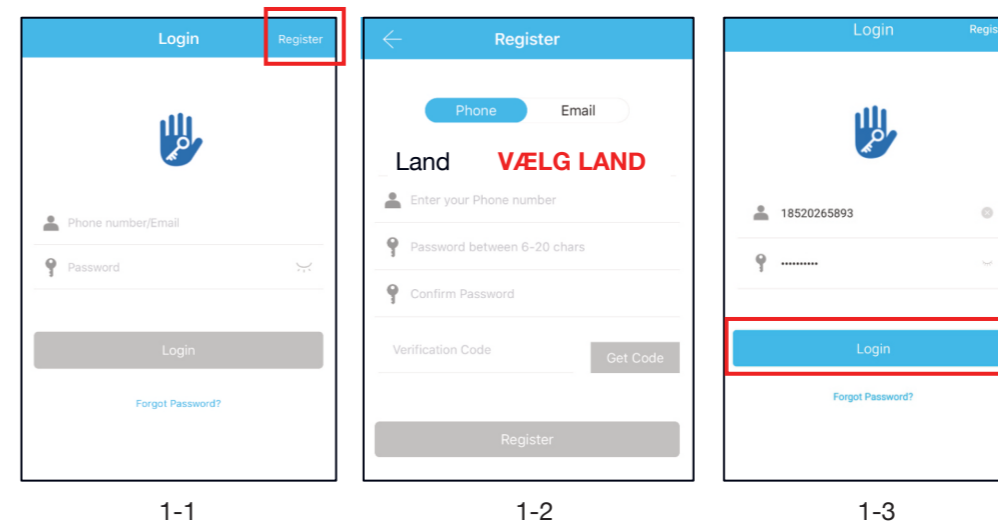 Login Register
Phone number/Email
Password
Login
Forgot Password?
1-1
Register
Phone Email
Land VÆLG LAND
Enter your Phone number
Password between 6-20 chars
Confirm Password
Verification Code Get Code
Register
1-2
Login Regis
18520265893
••••••••••
Login
Forgot Password?
1-3